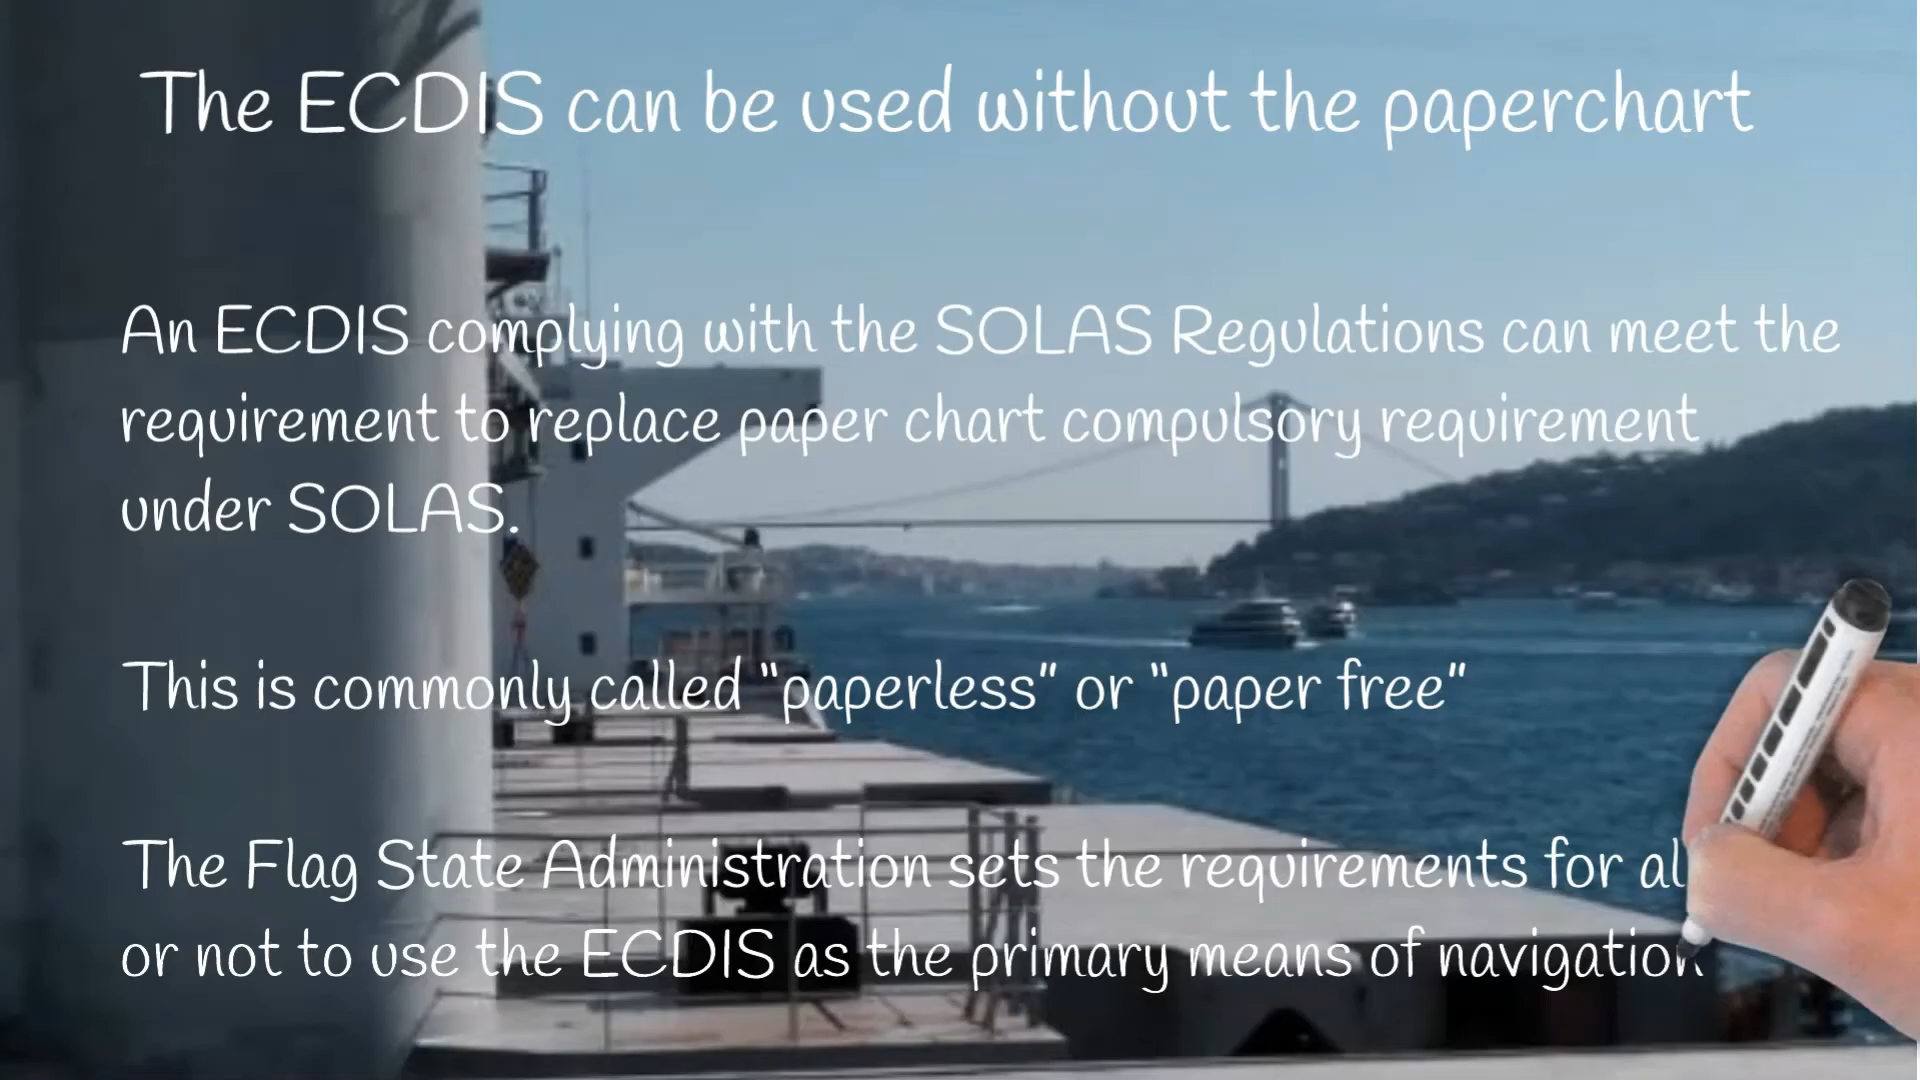 The ECDIS can be used without the paperchart
An ECDIS complying with the SOLAS Regulations can meet the
requirement to replace paper chart compulsory requirement
under SOLAS.
This is commonly called "paperless" or "paper free"
The Flag State Administration sets the requirements for
or not to use the ECDIS as the primary means of navigation